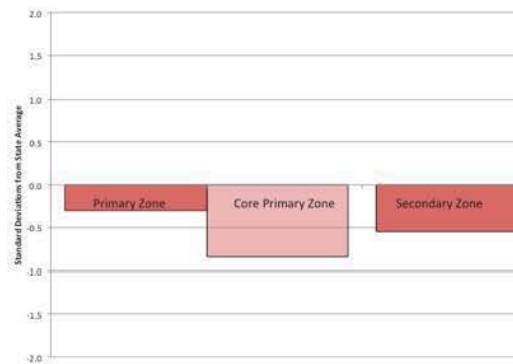 Standard Deviations from State Average
2.0
1.5
1.0
0.5
0.0
-0.5
-1.0
-1.5
-2.0
Primary Zone
Core Primary Zone
Secondary Zone